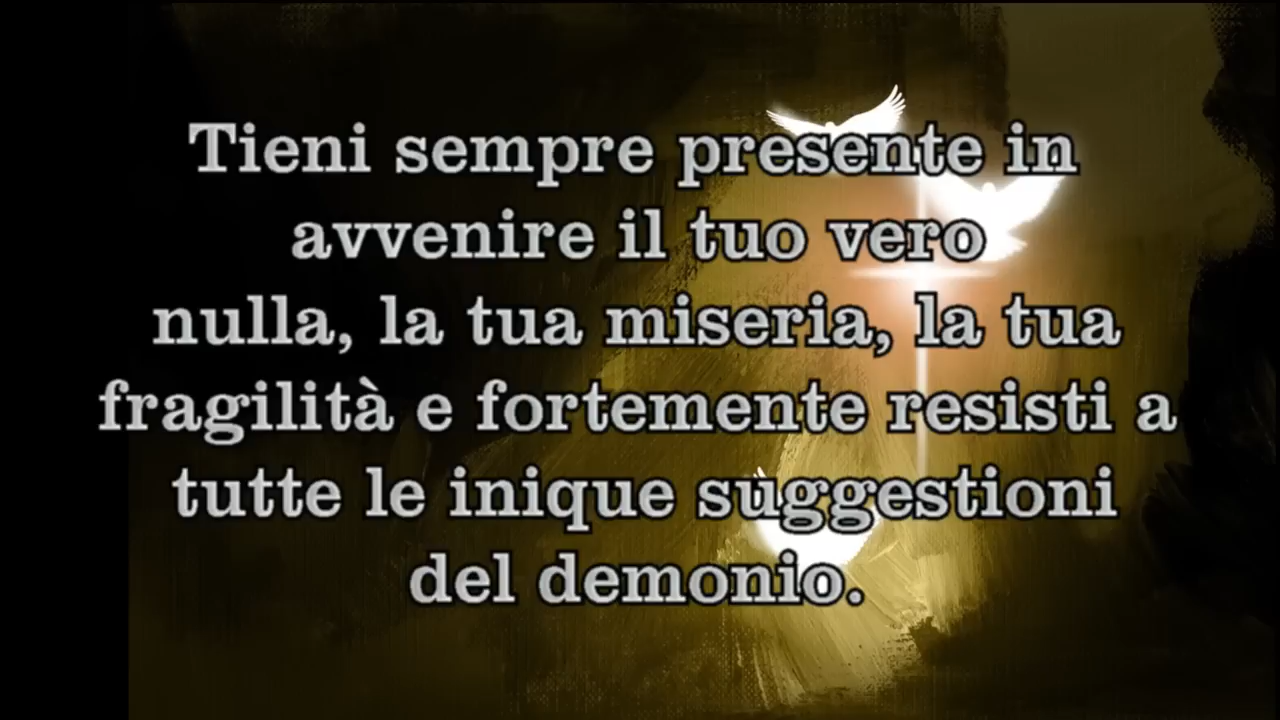 Tieni sempre presente in
avvenire il tuo vero
nulla, la tua miseria, la tua
fragilità e fortemente resisti a
tutte le inique suggestioni
del demonio.